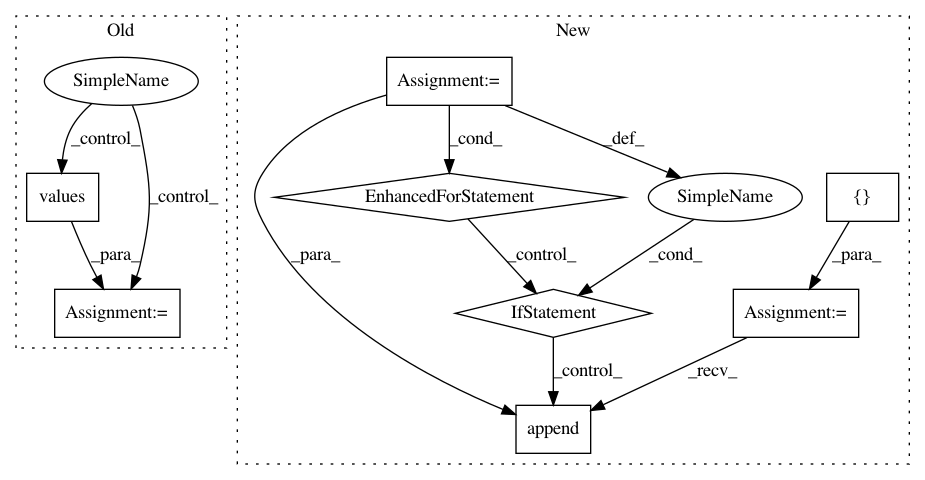 Old
New
SimpleName
Assignment:=
_control_
_cond_
_def_
values
_control_
EnhancedForStatement
SimpleName
{}
_para_
_para_
_control_
_cond_
_para_
Assignment:=
IfStatement
Assignment:=
_control_
_recv_
append